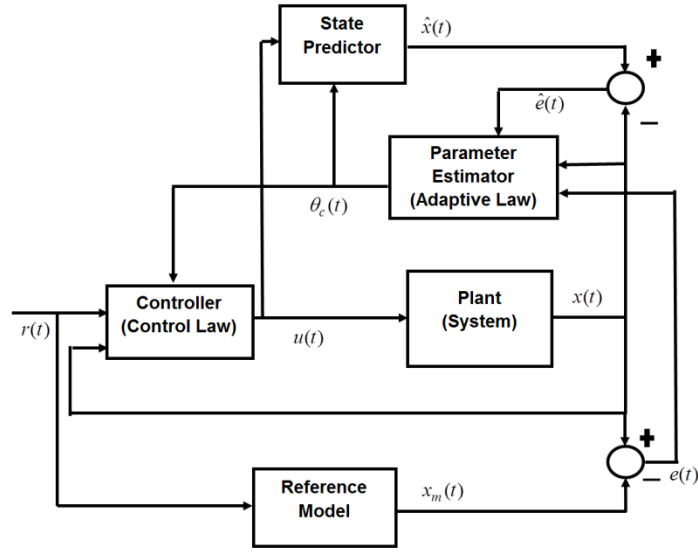 State
Predictor
x̂(t)
+
ê(t)
−
Parameter
Estimator
(Adaptive Law)
θ_c(t)
Controller
(Control Law)
Plant
(System)
x(t)
r(t)
u(t)
+
−
e(t)
Reference
Model
x_m(t)